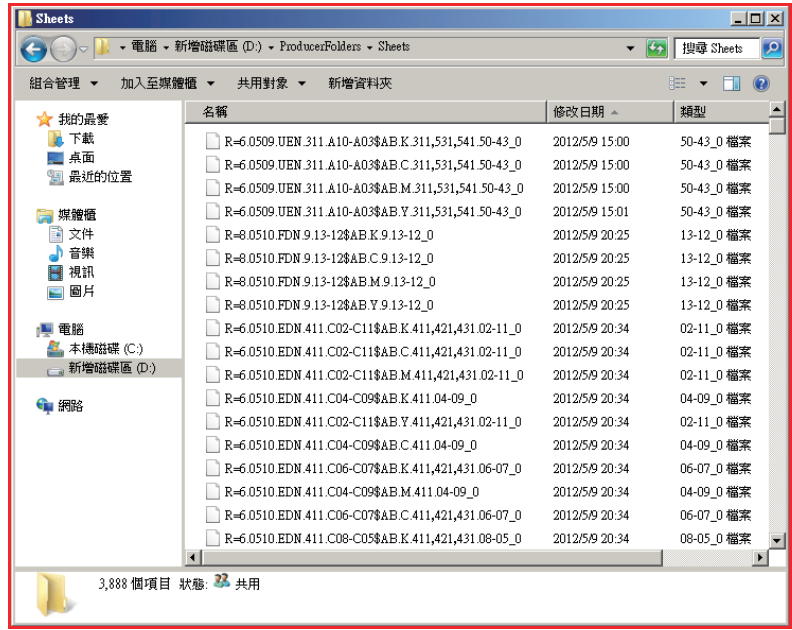 Sheets
電腦 新增磁碟區 (D:) ProducerFolders Sheets 搜尋 Sheets
組合管理 加入至媒體櫃 共用對象 新增資料夾
我的最愛
下載
桌面
最近的位置
媒體櫃
文件
音樂
視訊
圖片
電腦
本機磁碟 (C:)
新增磁碟區 (D:)
網路
名稱 修改日期 類型
R=6.0509.UEN.311.A10-A03$AB.K.311,531,541.50-43_0 2012/5/9 15:00 50-43_0 檔案
R=6.0509.UEN.311.A10-A03$AB.C.311,531,541.50-43_0 2012/5/9 15:00 50-43_0 檔案
R=6.0509.UEN.311.A10-A03$AB.M.311,531,541.50-43_0 2012/5/9 15:00 50-43_0 檔案
R=6.0509.UEN.311.A10-A03$AB.Y.311,531,541.50-43_0 2012/5/9 15:01 50-43_0 檔案
R=8.0510.FDN.9.13-12$AB.K.9.13-12_0 2012/5/9 20:25 13-12_0 檔案
R=8.0510.FDN.9.13-12$AB.C.9.13-12_0 2012/5/9 20:25 13-12_0 檔案
R=8.0510.FDN.9.13-12$AB.M.9.13-12_0 2012/5/9 20:25 13-12_0 檔案
R=8.0510.FDN.9.13-12$AB.Y.9.13-12_0 2012/5/9 20:25 13-12_0 檔案
R=6.0510.EDN.411.C02-C11$AB.K.411,421,431.02-11_0 2012/5/9 20:34 02-11_0 檔案
R=6.0510.EDN.411.C02-C11$AB.C.411,421,431.02-11_0 2012/5/9 20:34 02-11_0 檔案
R=6.0510.EDN.411.C02-C11$AB.M.411,421,431.02-11_0 2012/5/9 20:34 02-11_0 檔案
R=6.0510.EDN.411.C04-C09$AB.K.411.04-09_0 2012/5/9 20:34 04-09_0 檔案
R=6.0510.EDN.411.C02-C11$AB.Y.411,421,431.02-11_0 2012/5/9 20:34 02-11_0 檔案
R=6.0510.EDN.411.C04-C09$AB.C.411.04-09_0 2012/5/9 20:34 04-09_0 檔案
R=6.0510.EDN.411.C06-C07$AB.K.411,421,431.06-07_0 2012/5/9 20:34 06-07_0 檔案
R=6.0510.EDN.411.C04-C09$AB.M.411.04-09_0 2012/5/9 20:34 04-09_0 檔案
R=6.0510.EDN.411.C06-C07$AB.C.411,421,431.06-07_0 2012/5/9 20:34 06-07_0 檔案
R=6.0510.EDN.411.C08-C05$AB.K.411,421,431.08-05_0 2012/5/9 20:34 08-05_0 檔案
3,888 個項目 狀態: 共用